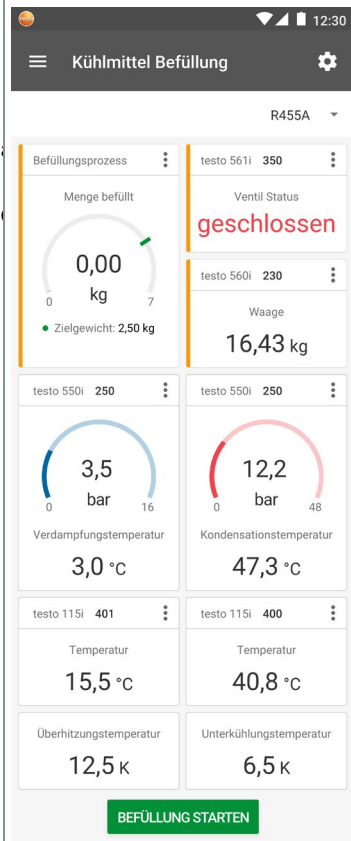 12:30
Kühlmittel Befüllung
R455A
Befüllungsprozess
Menge befüllt
0,00
kg
0 7
Zielgewicht: 2,50 kg
testo 561i 350
Ventil Status
geschlossen
testo 560i 230
Waage
16,43 kg
testo 550i 250
3,5
bar
0 16
Verdampfungstemperatur
3,0 °C
testo 550i 250
12,2
bar
0 48
Kondensationstemperatur
47,3 °C
testo 115i 401
Temperatur
15,5 °C
testo 115i 400
Temperatur
40,8 °C
Überhitzungstemperatur
12,5 K
Unterkühlungstemperatur
6,5 K
BEFÜLLUNG STARTEN